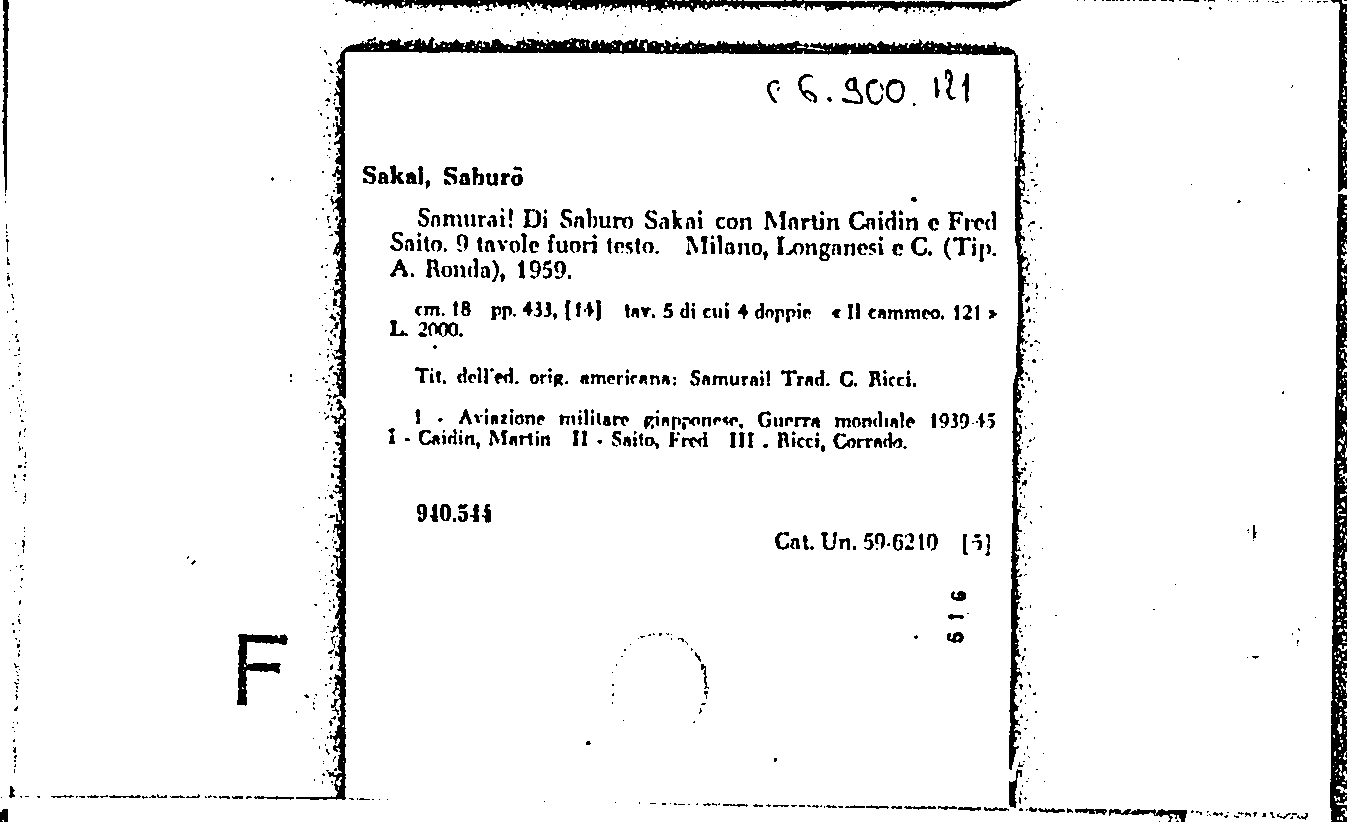 C 6.900.121
Sakai, Saburō
Samurai! Di Saburo Sakai con Martin Caidin e Fred
Saito. 9 tavole fuori testo. Milano, Longanesi e C. (Tip.
A. Ronda), 1959.
cm. 18 pp. 433, [14] tav. 5 di cui 4 doppie « Il cammeo. 121 »
L. 2000.
Tit. dell'ed. orig. americana: Samurai! Trad. C. Ricci.
1 - Aviazione militare giapponese, Guerra mondiale 1939-45
I - Caidin, Martin II - Saito, Fred III - Ricci, Corrado.
940.544
Cat. Un. 59-6210 [5]
516
F